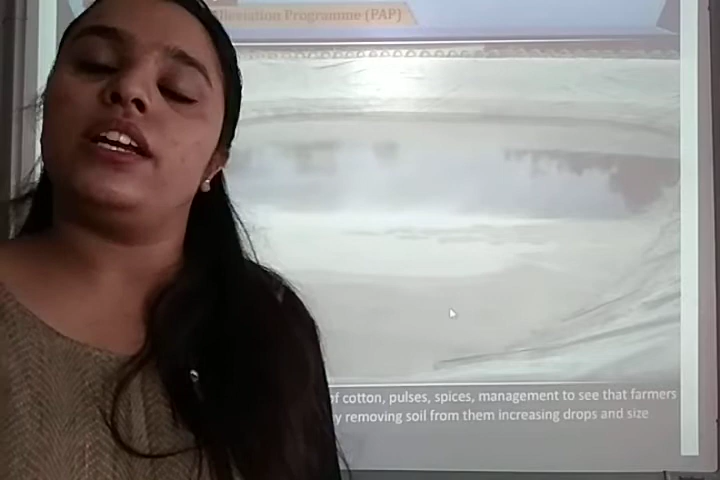 lleviation Programme (PAP)
of cotton, pulses, spices, management to see that farmers
y removing soil from them increasing drops and size